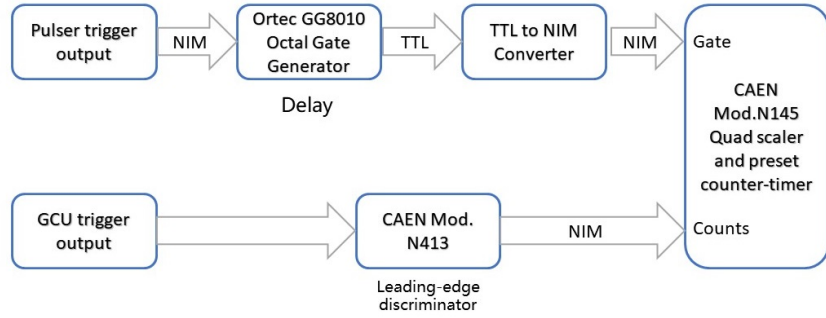 Pulser trigger
output
NIM
Ortec GG8010
Octal Gate
Generator
TTL
TTL to NIM
Converter
NIM
Gate
Delay
CAEN
Mod.N145
Quad scaler
and preset
counter-timer
GCU trigger
output
CAEN Mod.
N413
NIM
Counts
Leading-edge
discriminator